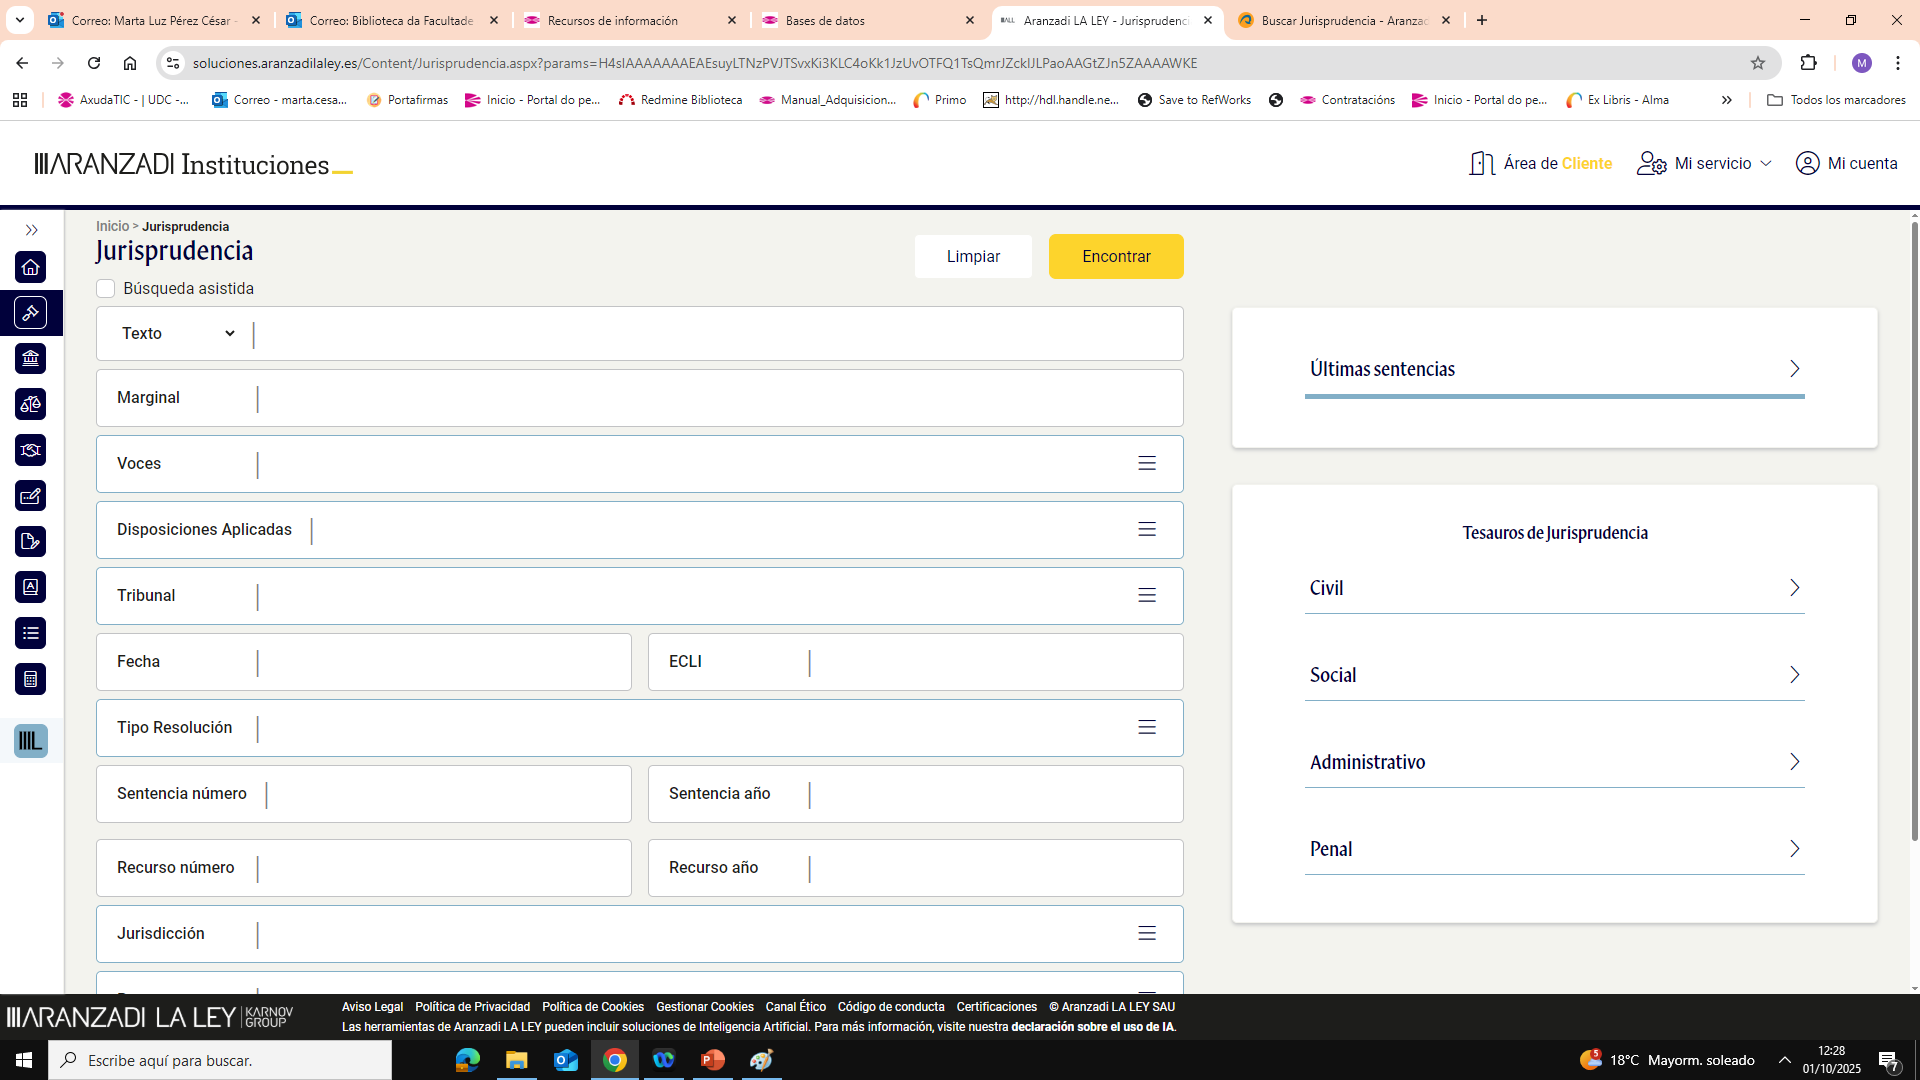 Correo: Marta Luz Pérez César -
Correo: Biblioteca da Facultade
Recursos de información
Bases de datos
Aranzadi LA LEY - Jurisprudenci
Buscar Jurisprudencia - Aranza
soluciones.aranzadilaley.es/Content/Jurisprudencia.aspx?params=H4sIAAAAAAAEAEsuyLTNzPVJTSvxKi3KLC4oKk1JzUvOTFQ1TsQmrJZckIJLPaoAAGtZJn5ZAAAAWKE
M
AxudaTIC - | UDC -...
Correo - marta.cesa...
Portafirmas
Inicio - Portal do pe...
Redmine Biblioteca
Manual_Adquisicion...
Primo
http://hdl.handle.ne...
Save to RefWorks
Contratacións
Inicio - Portal do pe...
Ex Libris - Alma
Todos los marcadores
ARANZADI Instituciones
Área de Cliente
Mi servicio
Mi cuenta
Inicio > Jurisprudencia
Jurisprudencia
Limpiar
Encontrar
Búsqueda asistida
Texto
Marginal
Voces
Disposiciones Aplicadas
Tribunal
Fecha
ECLI
Tipo Resolución
Sentencia número
Sentencia año
Recurso número
Recurso año
Jurisdicción
Últimas sentencias
Tesauros de Jurisprudencia
Civil
Social
Administrativo
Penal
ARANZADI LA LEY KARNOV GROUP
Aviso Legal Política de Privacidad Política de Cookies Gestionar Cookies Canal Ético Código de conducta Certificaciones © Aranzadi LA LEY SAU
Las herramientas de Aranzadi LA LEY pueden incluir soluciones de Inteligencia Artificial. Para más información, visite nuestra declaración sobre el uso de IA.
Escribe aquí para buscar.
5
18°C Mayorm. soleado
12:28
01/10/2025
7